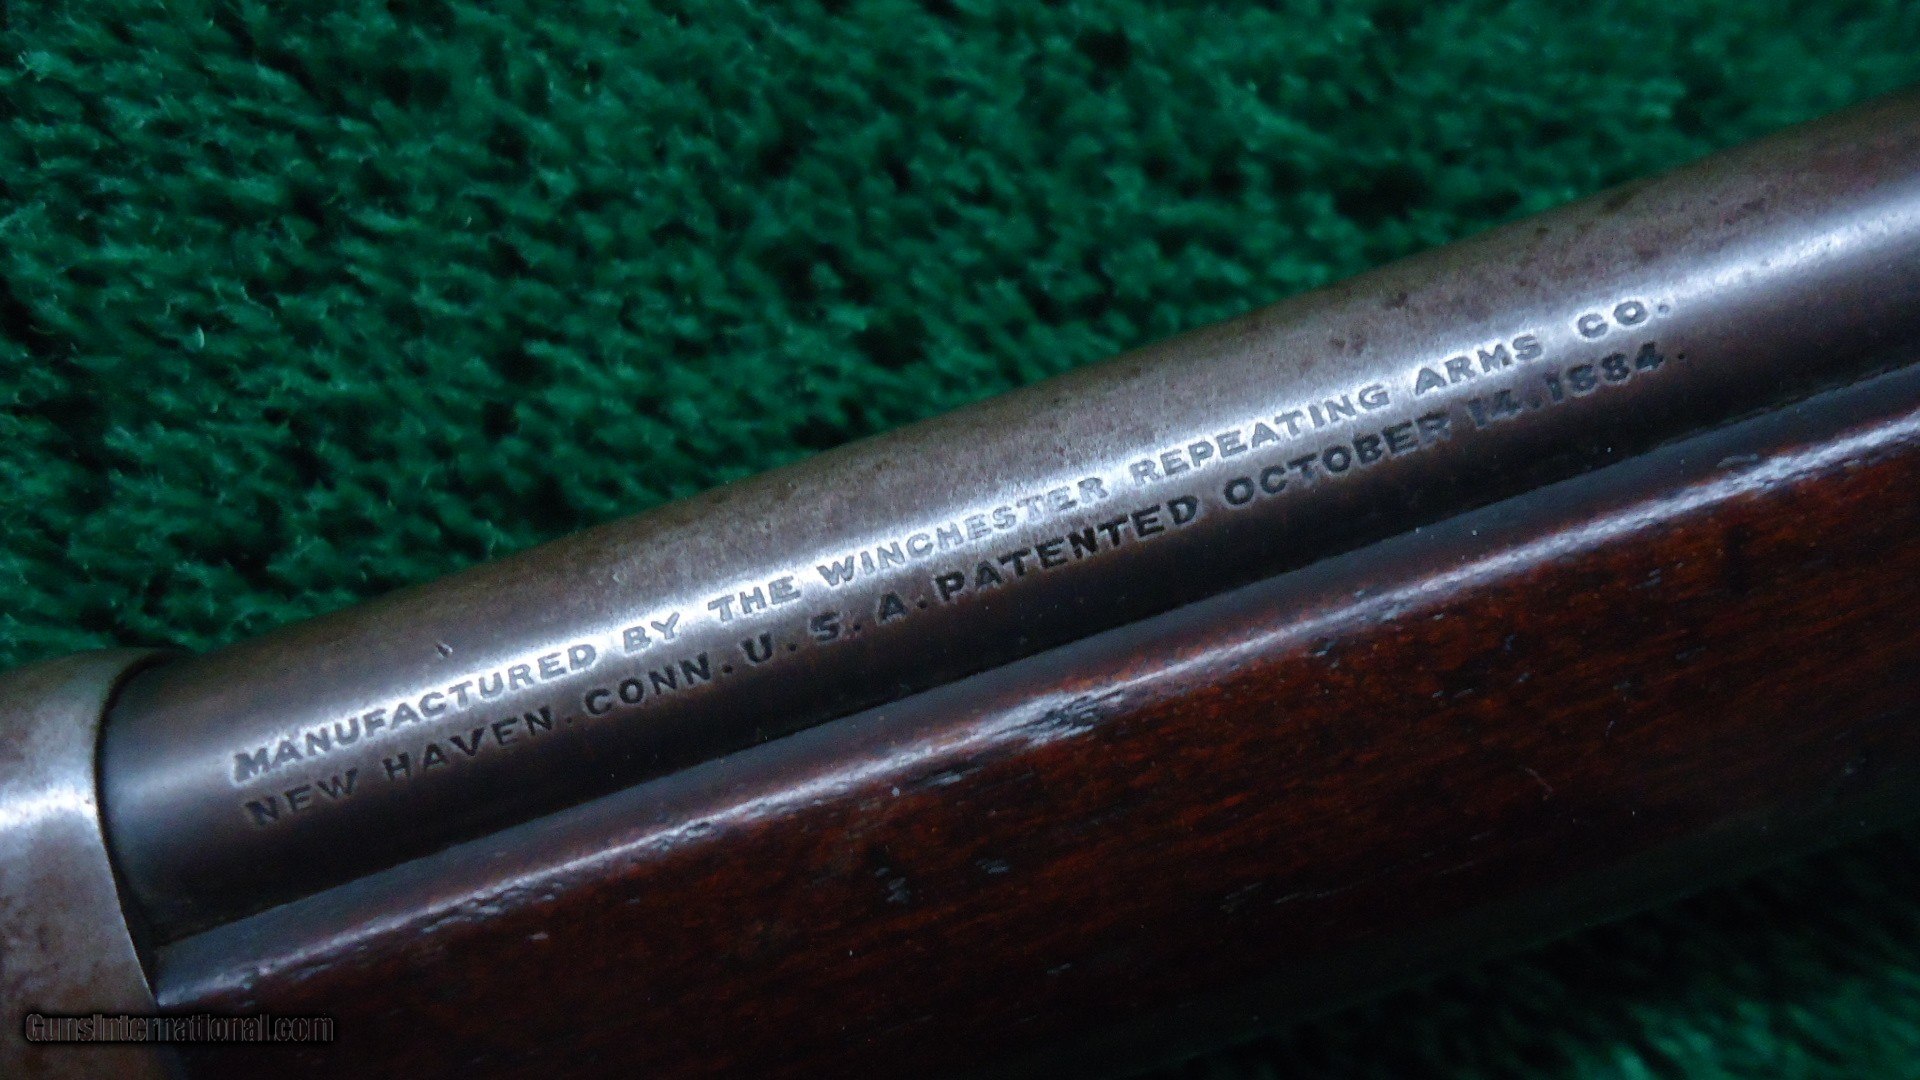 MANUFACTURED BY THE WINCHESTER REPEATING ARMS CO.
NEW HAVEN. CONN. U. S. A. PATENTED OCTOBER 14. 1884.
GunsInternational.com